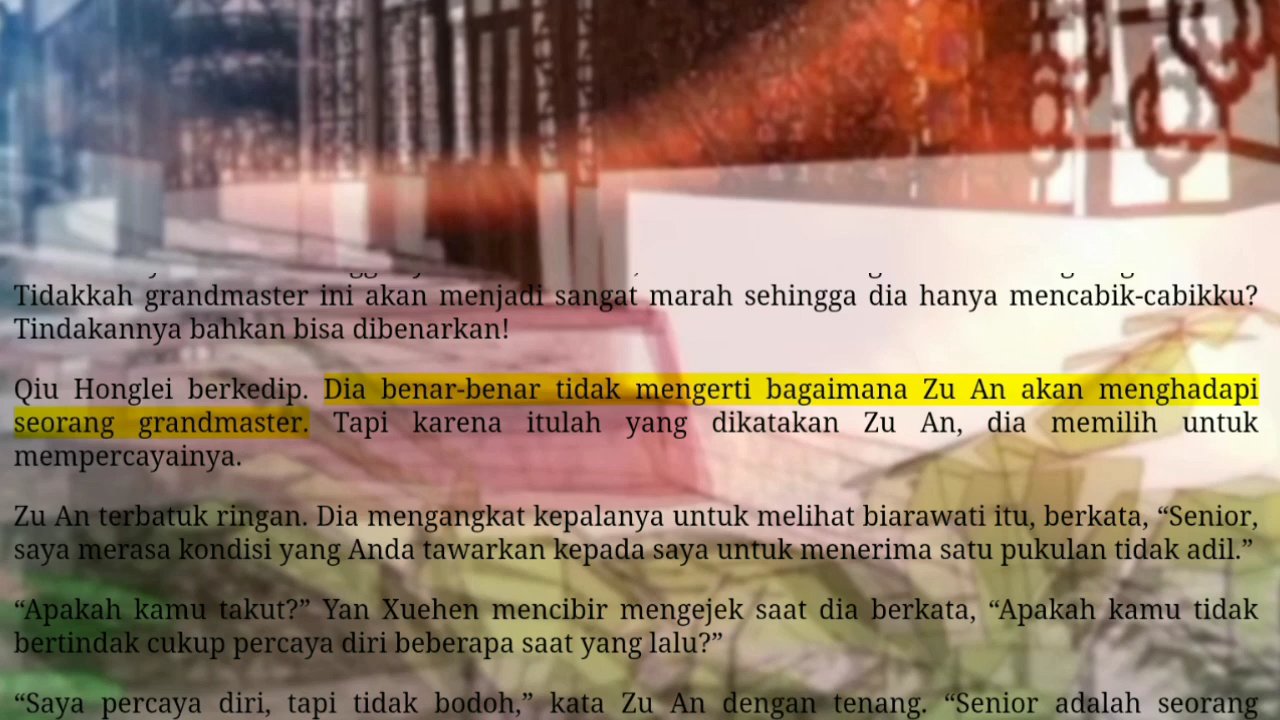 Tidakkah grandmaster ini akan menjadi sangat marah sehingga dia hanya mencabik-cabikku?
Tindakannya bahkan bisa dibenarkan!
Qiu Honglei berkedip. Dia benar-benar tidak mengerti bagaimana Zu An akan menghadapi
seorang grandmaster. Tapi karena itulah yang dikatakan Zu An, dia memilih untuk
mempercayainya.
Zu An terbatuk ringan. Dia mengangkat kepalanya untuk melihat biarawati itu, berkata, “Senior,
saya merasa kondisi yang Anda tawarkan kepada saya untuk menerima satu pukulan tidak adil.”
“Apakah kamu takut?” Yan Xuehen mencibir mengejek saat dia berkata, “Apakah kamu tidak
bertindak cukup percaya diri beberapa saat yang lalu?”
“Saya percaya diri, tapi tidak bodoh,” kata Zu An dengan tenang. “Senior adalah seorang